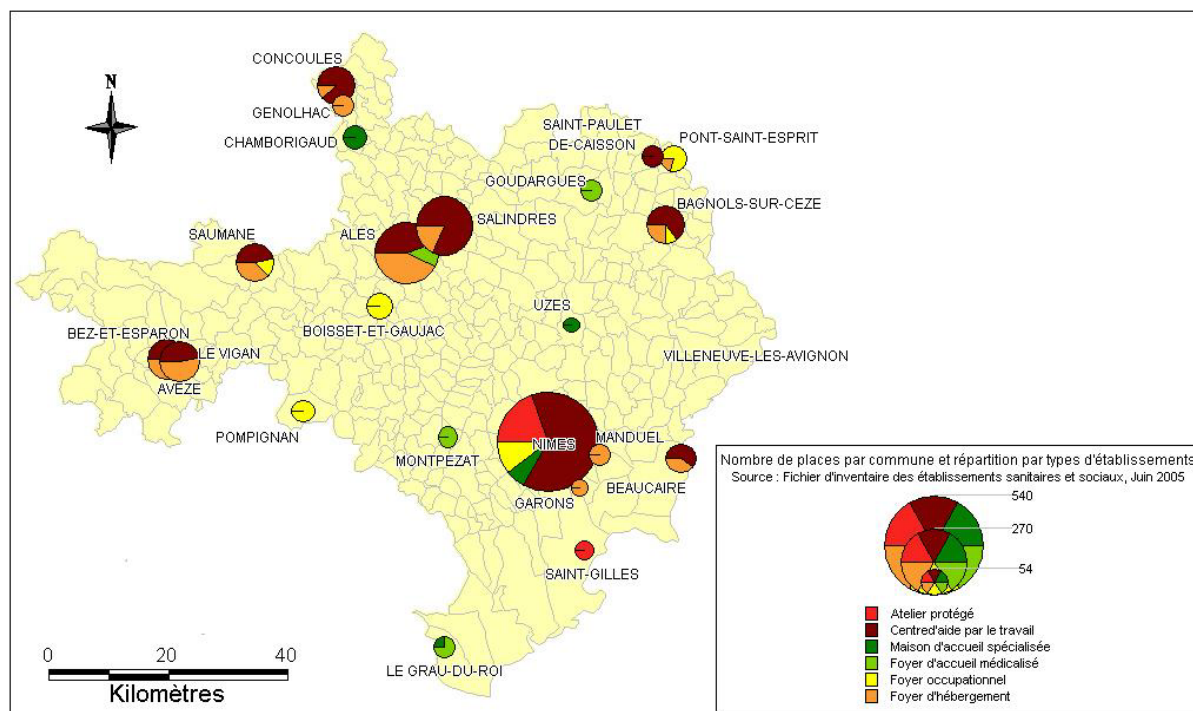 CONCOULES
N
GENOLHAC
CHAMBORIGAUD
SAINT-PAULET
DE-CAISSON
PONT-SAINT-ESPRIT
GOUDARGUES
BAGNOLS-SUR-CEZE
SALINDRES
ALES
SAUMANE
UZES
BOISSET-ET-GAUJAC
BEZ-ET-ESPARON
LE VIGAN
AVEZE
VILLENEUVE-LES-AVIGNON
POMPIGNAN
MONTPEZAT
NIMES
MANDUEL
BEAUCAIRE
GARONS
SAINT-GILLES
LE GRAU-DU-ROI
0 20 40
Kilomètres
Nombre de places par commune et répartition par types d'établissements
Source : Fichier d'inventaire des établissements sanitaires et sociaux, Juin 2005
540
270
54
Atelier protégé
Centred'aide par le travail
Maison d'accueil spécialisée
Foyer d'accueil médicalisé
Foyer occupationnel
Foyer d'hébergement